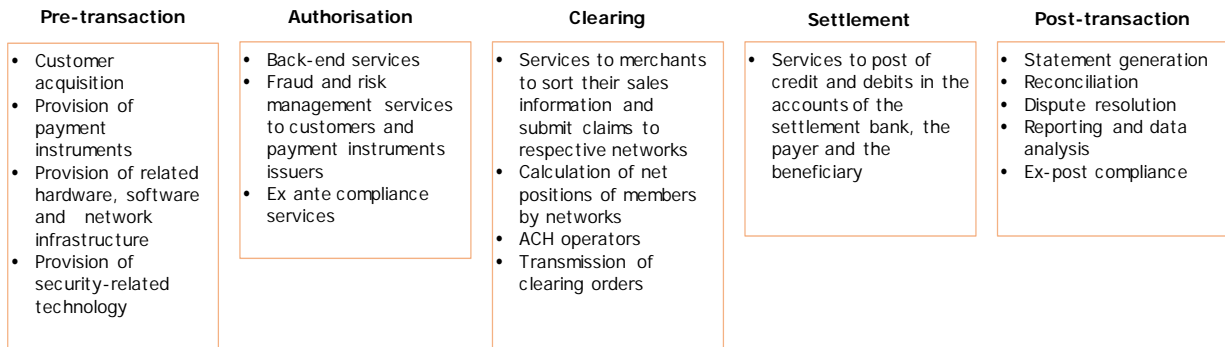 Pre-transaction
• Customer
acquisition
• Provision of
payment
instruments
• Provision of related
hardware, software
and network
infrastructure
• Provision of
security-related
technology
Authorisation
• Back-end services
• Fraud and risk
management services
to customers and
payment instruments
issuers
• Ex ante compliance
services
Clearing
• Services to merchants
to sort their sales
information and
submit claims to
respective networks
• Calculation of net
positions of members
by networks
• ACH operators
• Transmission of
clearing orders
Settlement
• Services to post of
credit and debits in the
accounts of the
settlement bank, the
payer and the
beneficiary
Post-transaction
• Statement generation
• Reconciliation
• Dispute resolution
• Reporting and data
analysis
• Ex-post compliance